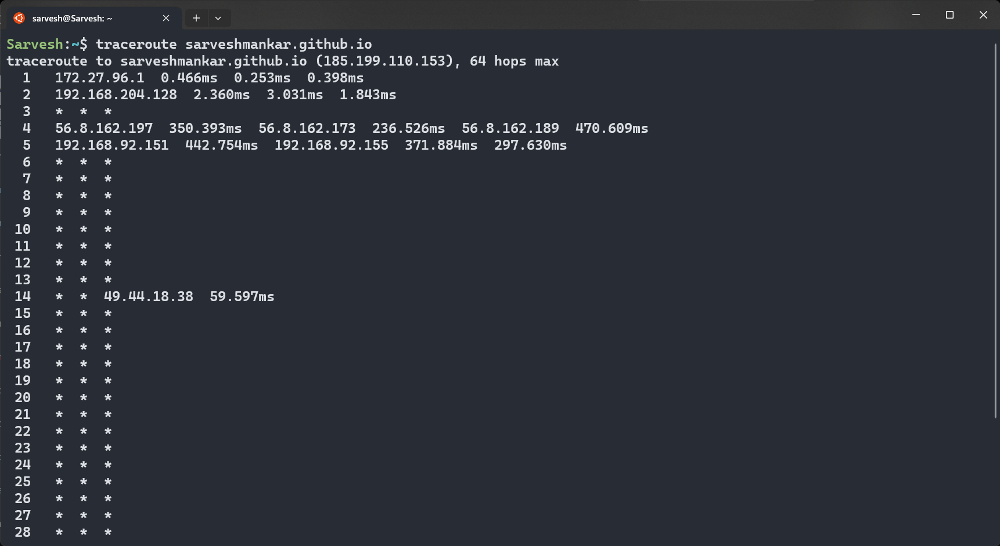 sarvesh@Sarvesh: ~
Sarvesh:~$ traceroute sarveshmankar.github.io
traceroute to sarveshmankar.github.io (185.199.110.153), 64 hops max
1 172.27.96.1 0.466ms 0.253ms 0.398ms
2 192.168.204.128 2.360ms 3.031ms 1.843ms
3 * * *
4 56.8.162.197 350.393ms 56.8.162.173 236.526ms 56.8.162.189 470.609ms
5 192.168.92.151 442.754ms 192.168.92.155 371.884ms 297.630ms
6 * * *
7 * * *
8 * * *
9 * * *
10 * * *
11 * * *
12 * * *
13 * * *
14 * * 49.44.18.38 59.597ms
15 * * *
16 * * *
17 * * *
18 * * *
19 * * *
20 * * *
21 * * *
22 * * *
23 * * *
24 * * *
25 * * *
26 * * *
27 * * *
28 * * *